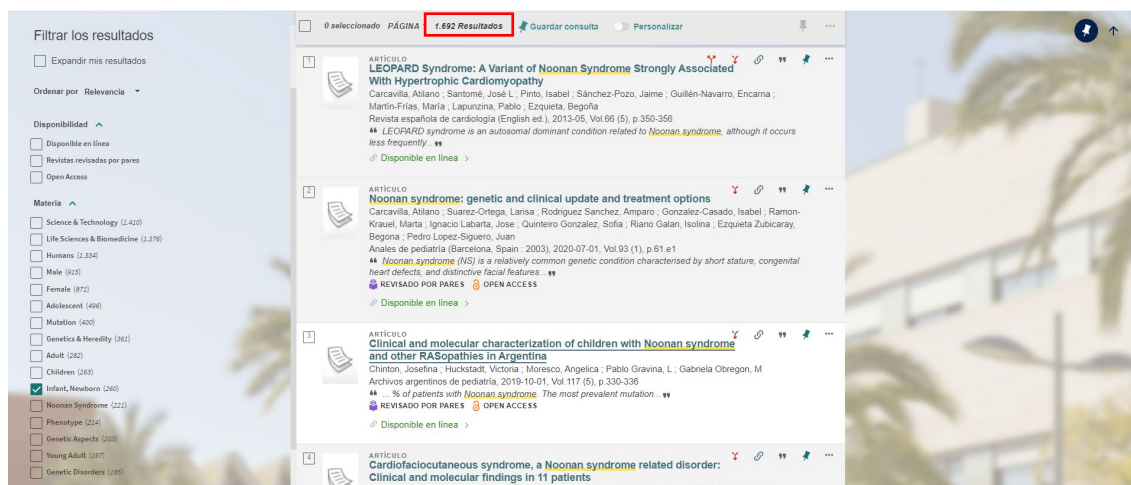 Filtrar los resultados
Expandir mis resultados
Ordenar por Relevancia
Disponibilidad
Disponible en línea
Revistas revisadas por pares
Open Access
Materia
Science & Technology (1.410)
Life Sciences & Biomedicine (1.376)
Humans (1.334)
Male (915)
Female (871)
Adolescent (496)
Mutation (400)
Genetics & Heredity (361)
Adult (282)
Children (263)
Infant, Newborn (260)
Noonan Syndrome (221)
Phenotype (214)
Genetic Aspects (203)
Young Adult (197)
Genetic Disorders (185)
0 seleccionado PÁGINA 1.692 Resultados Guardar consulta Personalizar
1
ARTÍCULO
LEOPARD Syndrome: A Variant of Noonan Syndrome Strongly Associated
With Hypertrophic Cardiomyopathy
Carcavilla, Atilano ; Santomé, José L ; Pinto, Isabel ; Sánchez-Pozo, Jaime ; Guillén-Navarro, Encarna ;
Martín-Frías, María ; Lapunzina, Pablo ; Ezquieta, Begoña
Revista española de cardiología (English ed.), 2013-05, Vol.66 (5), p.350-356
❝ LEOPARD syndrome is an autosomal dominant condition related to Noonan syndrome, although it occurs
less frequently... ❞
Disponible en línea >
2
ARTÍCULO
Noonan syndrome: genetic and clinical update and treatment options
Carcavilla, Atilano ; Suarez-Ortega, Larisa ; Rodriguez Sanchez, Amparo ; Gonzalez-Casado, Isabel ; Ramon-
Krauel, Marta ; Ignacio Labarta, Jose ; Quinteiro Gonzalez, Sofia ; Riano Galan, Isolina ; Ezquieta Zubicaray,
Begona ; Pedro Lopez-Siguero, Juan
Anales de pediatría (Barcelona, Spain : 2003), 2020-07-01, Vol.93 (1), p.61.e1
❝ Noonan syndrome (NS) is a relatively common genetic condition characterised by short stature, congenital
heart defects, and distinctive facial features... ❞
REVISADO POR PARES OPEN ACCESS
Disponible en línea >
3
ARTÍCULO
Clinical and molecular characterization of children with Noonan syndrome
and other RASopathies in Argentina
Chinton, Josefina ; Huckstadt, Victoria ; Moresco, Angelica ; Pablo Gravina, L ; Gabriela Obregon, M
Archivos argentinos de pediatría, 2019-10-01, Vol.117 (5), p.330-336
❝ ... % of patients with Noonan syndrome. The most prevalent mutation... ❞
REVISADO POR PARES OPEN ACCESS
Disponible en línea >
4
ARTÍCULO
Cardiofaciocutaneous syndrome, a Noonan syndrome related disorder:
Clinical and molecular findings in 11 patients